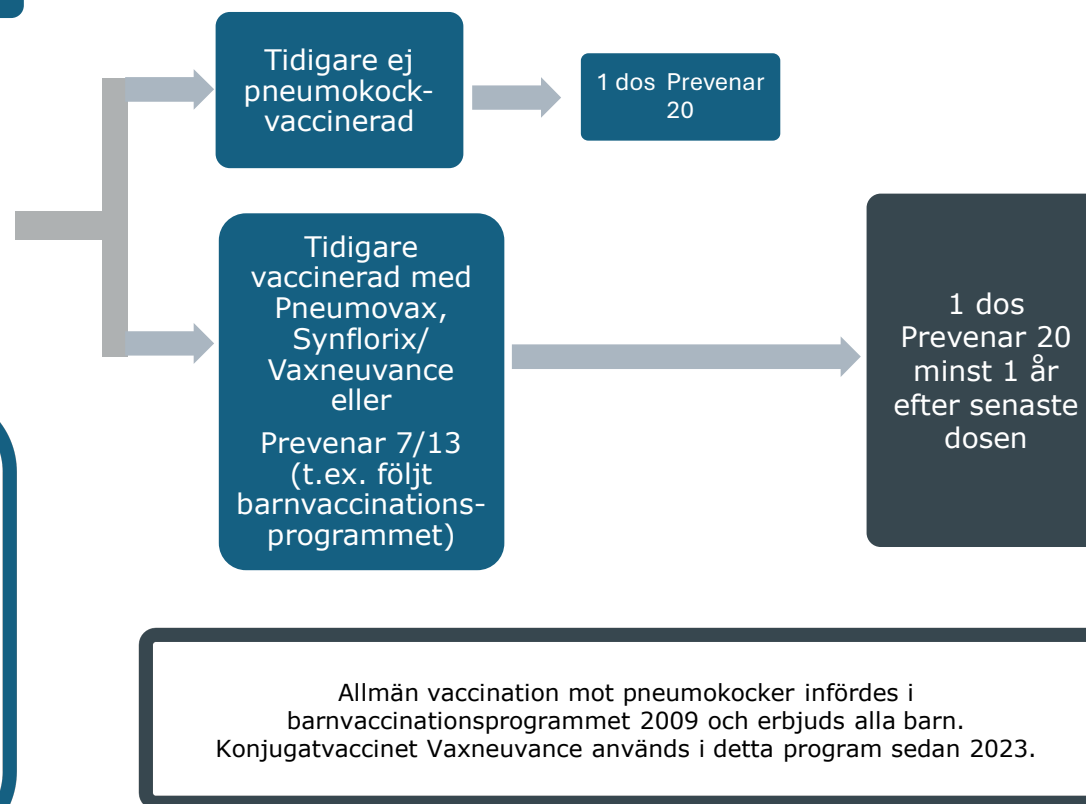 Tidigare ej
pneumokock-
vaccinerad
1 dos Prevenar
20
Tidigare
vaccinerad med
Pneumovax,
Synflorix/
Vaxneuvance
eller
Prevenar 7/13
(t.ex. följt
barnvaccinations-
programmet)
1 dos
Prevenar 20
minst 1 år
efter senaste
dosen
Allmän vaccination mot pneumokocker infördes i
barnvaccinationsprogrammet 2009 och erbjuds alla barn.
Konjugatvaccinet Vaxneuvance används i detta program sedan 2023.